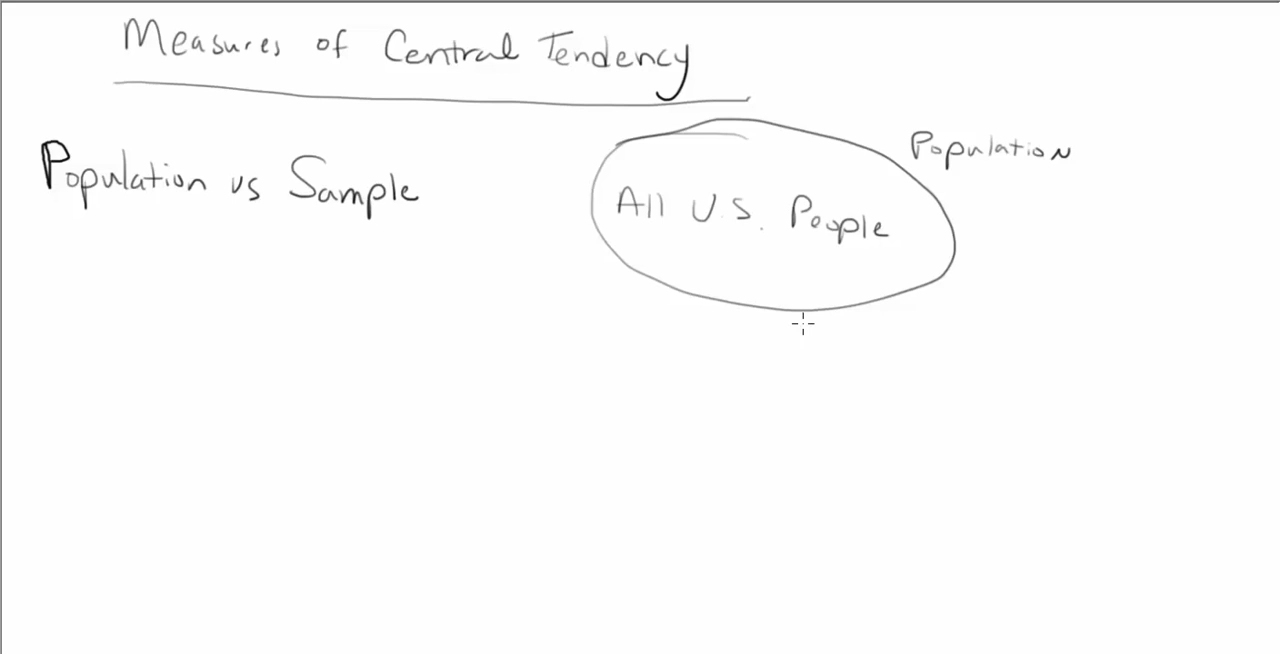 Measures of Central Tendency
Population vs Sample
Population
All U.S. People